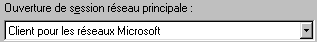 Ouverture de session réseau principale :
Client pour les réseaux Microsoft